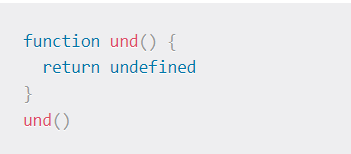 function und() {
  return undefined
}
und()